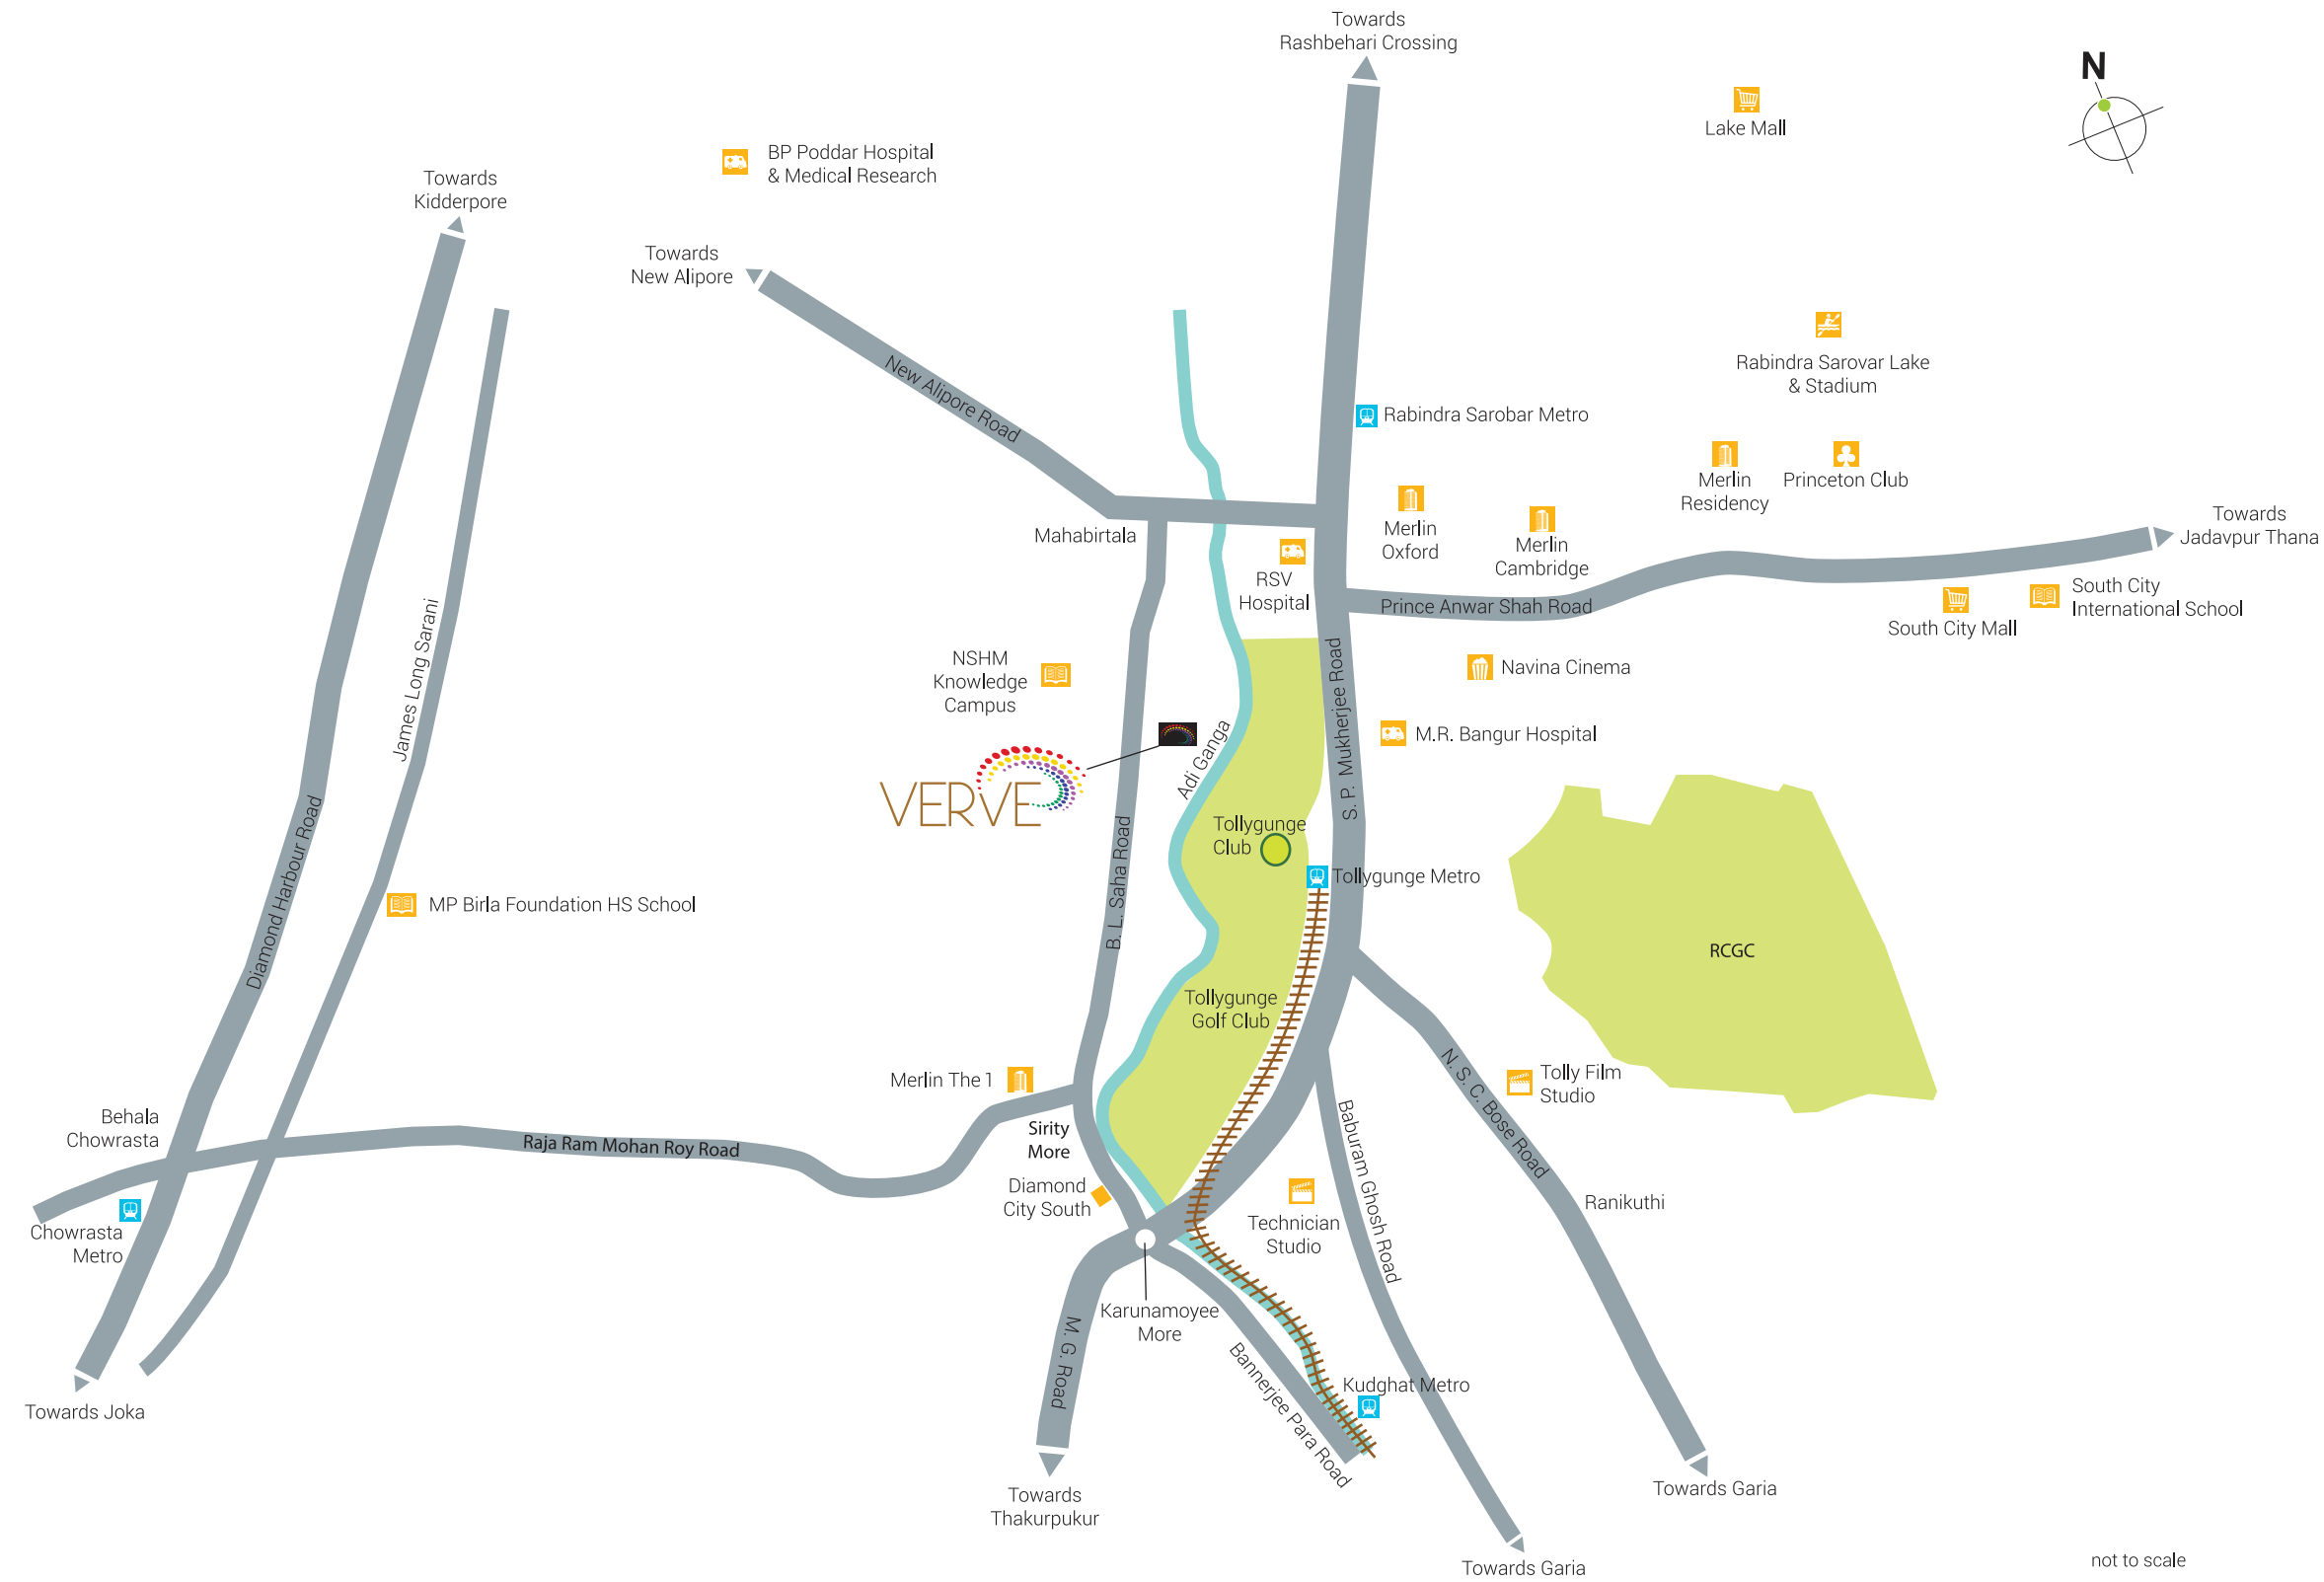 Towards
Rashbehari Crossing
N
Lake Mall
BP Poddar Hospital
& Medical Research
Towards
Kidderpore
Towards
New Alipore
New Alipore Road
Rabindra Sarovar Lake
& Stadium
Rabindra Sarobar Metro
Merlin
Residency
Princeton Club
Merlin
Oxford
Merlin
Cambridge
Towards
Jadavpur Thana
Mahabirtala
RSV
Hospital
Prince Anwar Shah Road
South City
International School
South City Mall
James Long Sarani
NSHM
Knowledge
Campus
S. P. Mukherjee Road
Navina Cinema
M.R. Bangur Hospital
Adi Ganga
VERVE
Diamond Harbour Road
B. L. Saha Road
Tollygunge
Club
Tollygunge Metro
MP Birla Foundation HS School
RCGC
Tollygunge
Golf Club
Merlin The 1
N. S. C. Bose Road
Tolly Film
Studio
Behala
Chowrasta
Raja Ram Mohan Roy Road
Sirity
More
Baburam Ghosh Road
Diamond
City South
Ranikuthi
Technician
Studio
Chowrasta
Metro
Karunamoyee
More
M. G. Road
Bannerjee Para Road
Kudghat Metro
Towards Joka
Towards
Thakurpukur
Towards Garia
Towards Garia
not to scale